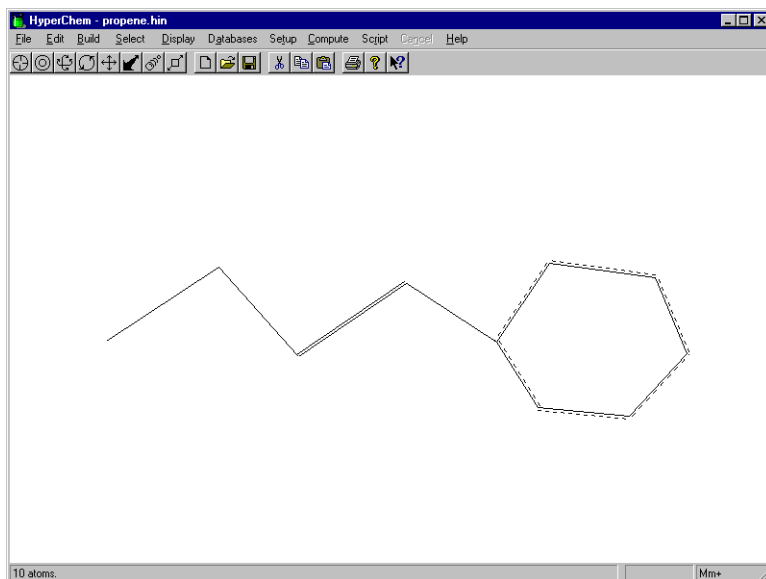 HyperChem - propene.hin
File Edit Build Select Display Databases Setup Compute Script Cancel Help
10 atoms. Mm+